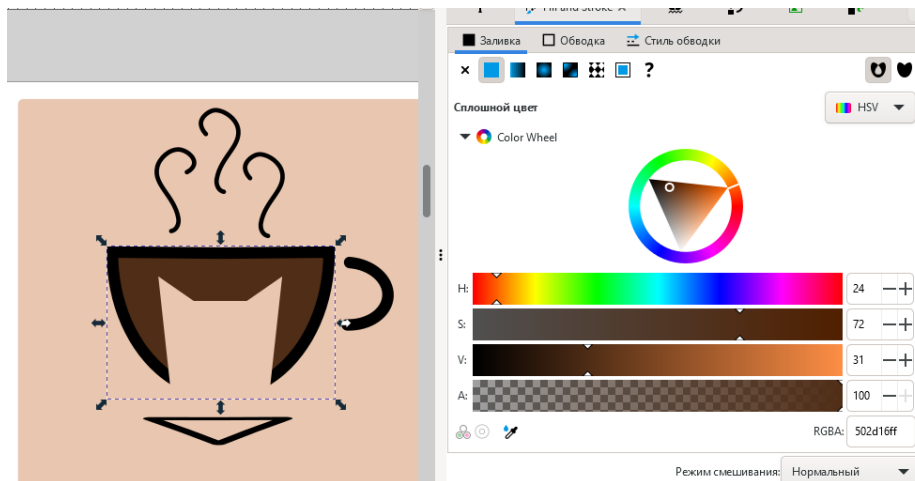 Fill and Stroke
Заливка
Обводка
Стиль обводки
?
Сплошной цвет
HSV
Color Wheel
H: 24
S: 72
V: 31
A: 100
RGBA: 502d16ff
Режим смешивания: Нормальный